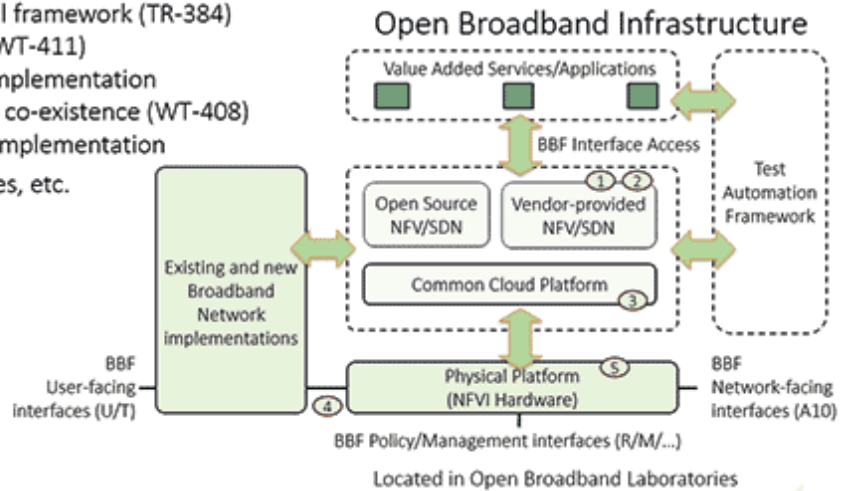 l framework (TR-384)
WT-411)
mplementation
co-existence (WT-408)
mplementation
es, etc.
Open Broadband Infrastructure
Value Added Services/Applications
BBF Interface Access
Test
Automation
Framework
1
2
Open Source
NFV/SDN
Vendor-provided
NFV/SDN
Common Cloud Platform
3
Existing and new
Broadband
Network
implementations
BBF
User-facing
interfaces (U/T)
4
Physical Platform
(NFVI Hardware)
5
BBF
Network-facing
interfaces (A10)
BBF Policy/Management interfaces (R/M/...)
Located in Open Broadband Laboratories